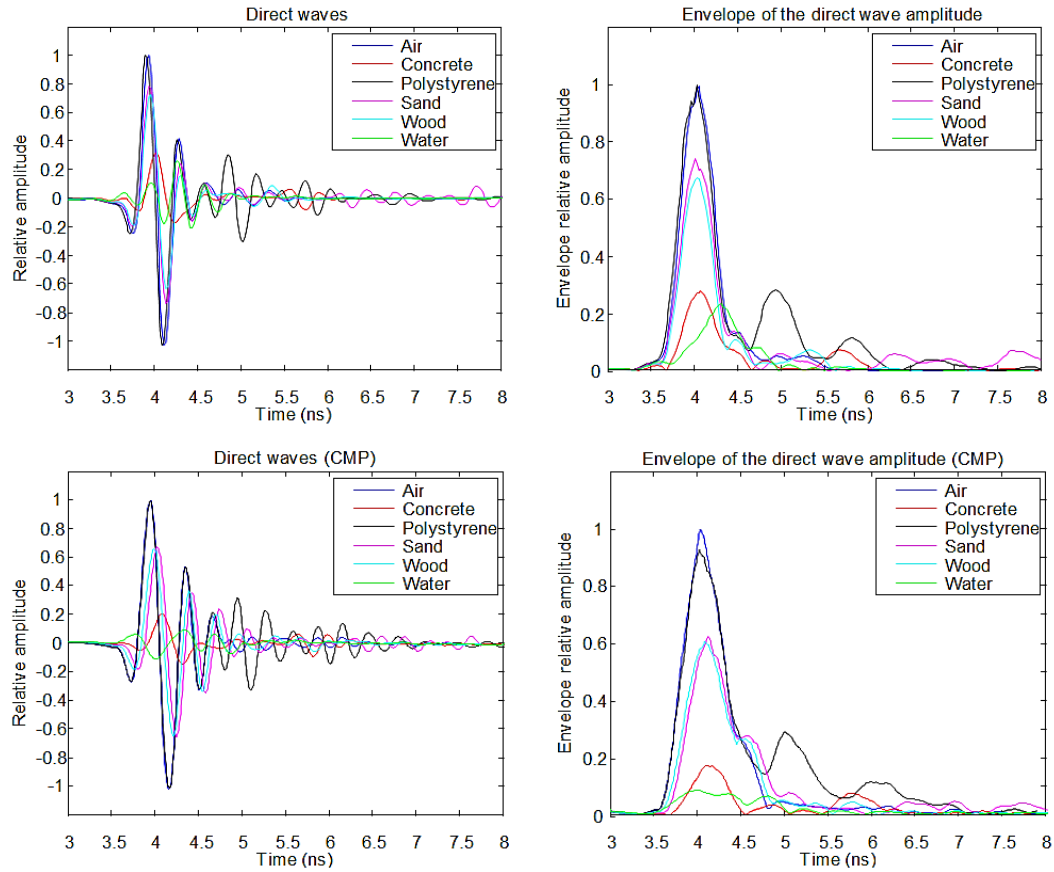 Direct waves
Relative amplitude
1
0.8
0.6
0.4
0.2
0
-0.2
-0.4
-0.6
-0.8
-1
3 3.5 4 4.5 5 5.5 6 6.5 7 7.5 8
Time (ns)
Air
Concrete
Polystyrene
Sand
Wood
Water
Envelope of the direct wave amplitude
Envelope relative amplitude
1
0.8
0.6
0.4
0.2
0
3 3.5 4 4.5 5 5.5 6 6.5 7 7.5 8
Time (ns)
Air
Concrete
Polystyrene
Sand
Wood
Water
Direct waves (CMP)
Relative amplitude
1
0.8
0.6
0.4
0.2
0
-0.2
-0.4
-0.6
-0.8
-1
3 3.5 4 4.5 5 5.5 6 6.5 7 7.5 8
Time (ns)
Air
Concrete
Polystyrene
Sand
Wood
Water
Envelope of the direct wave amplitude (CMP)
Envelope relative amplitude
1
0.8
0.6
0.4
0.2
0
3 3.5 4 4.5 5 5.5 6 6.5 7 7.5 8
Time (ns)
Air
Concrete
Polystyrene
Sand
Wood
Water